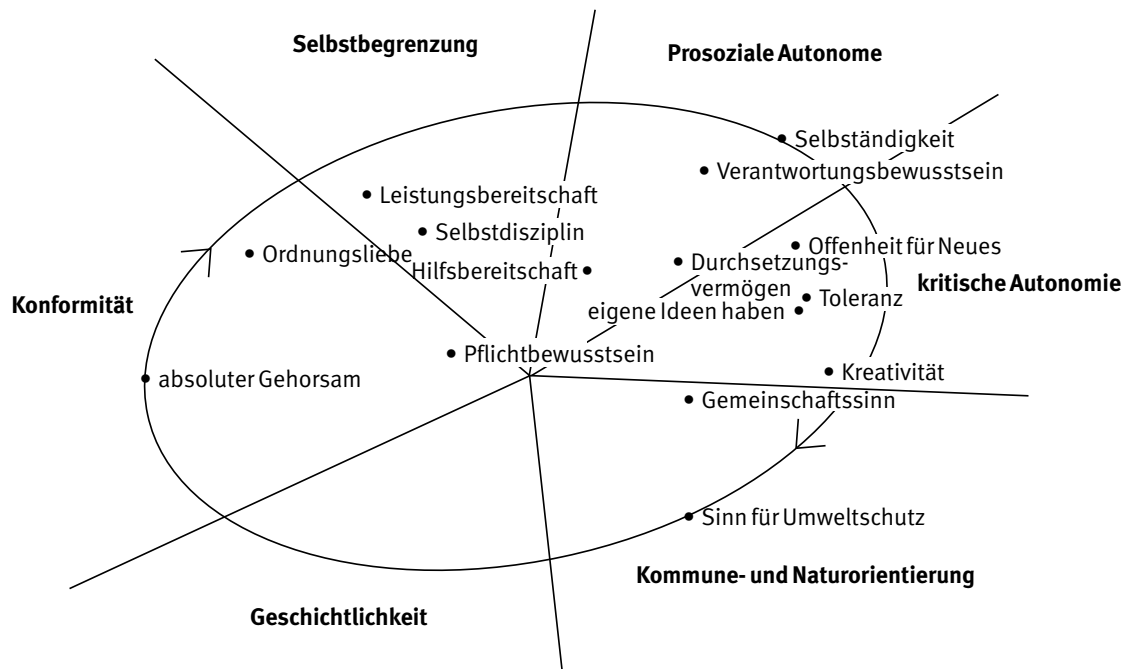 Selbstbegrenzung
Prosoziale Autonome
Selbständigkeit
Verantwortungsbewusstsein
Leistungsbereitschaft
Selbstdisziplin
Ordnungsliebe
Hilfsbereitschaft
Offenheit für Neues
Durchsetzungs-
vermögen
kritische Autonomie
Toleranz
eigene Ideen haben
Konformität
Pflichtbewusstsein
absoluter Gehorsam
Kreativität
Gemeinschaftssinn
Sinn für Umweltschutz
Kommune- und Naturorientierung
Geschichtlichkeit